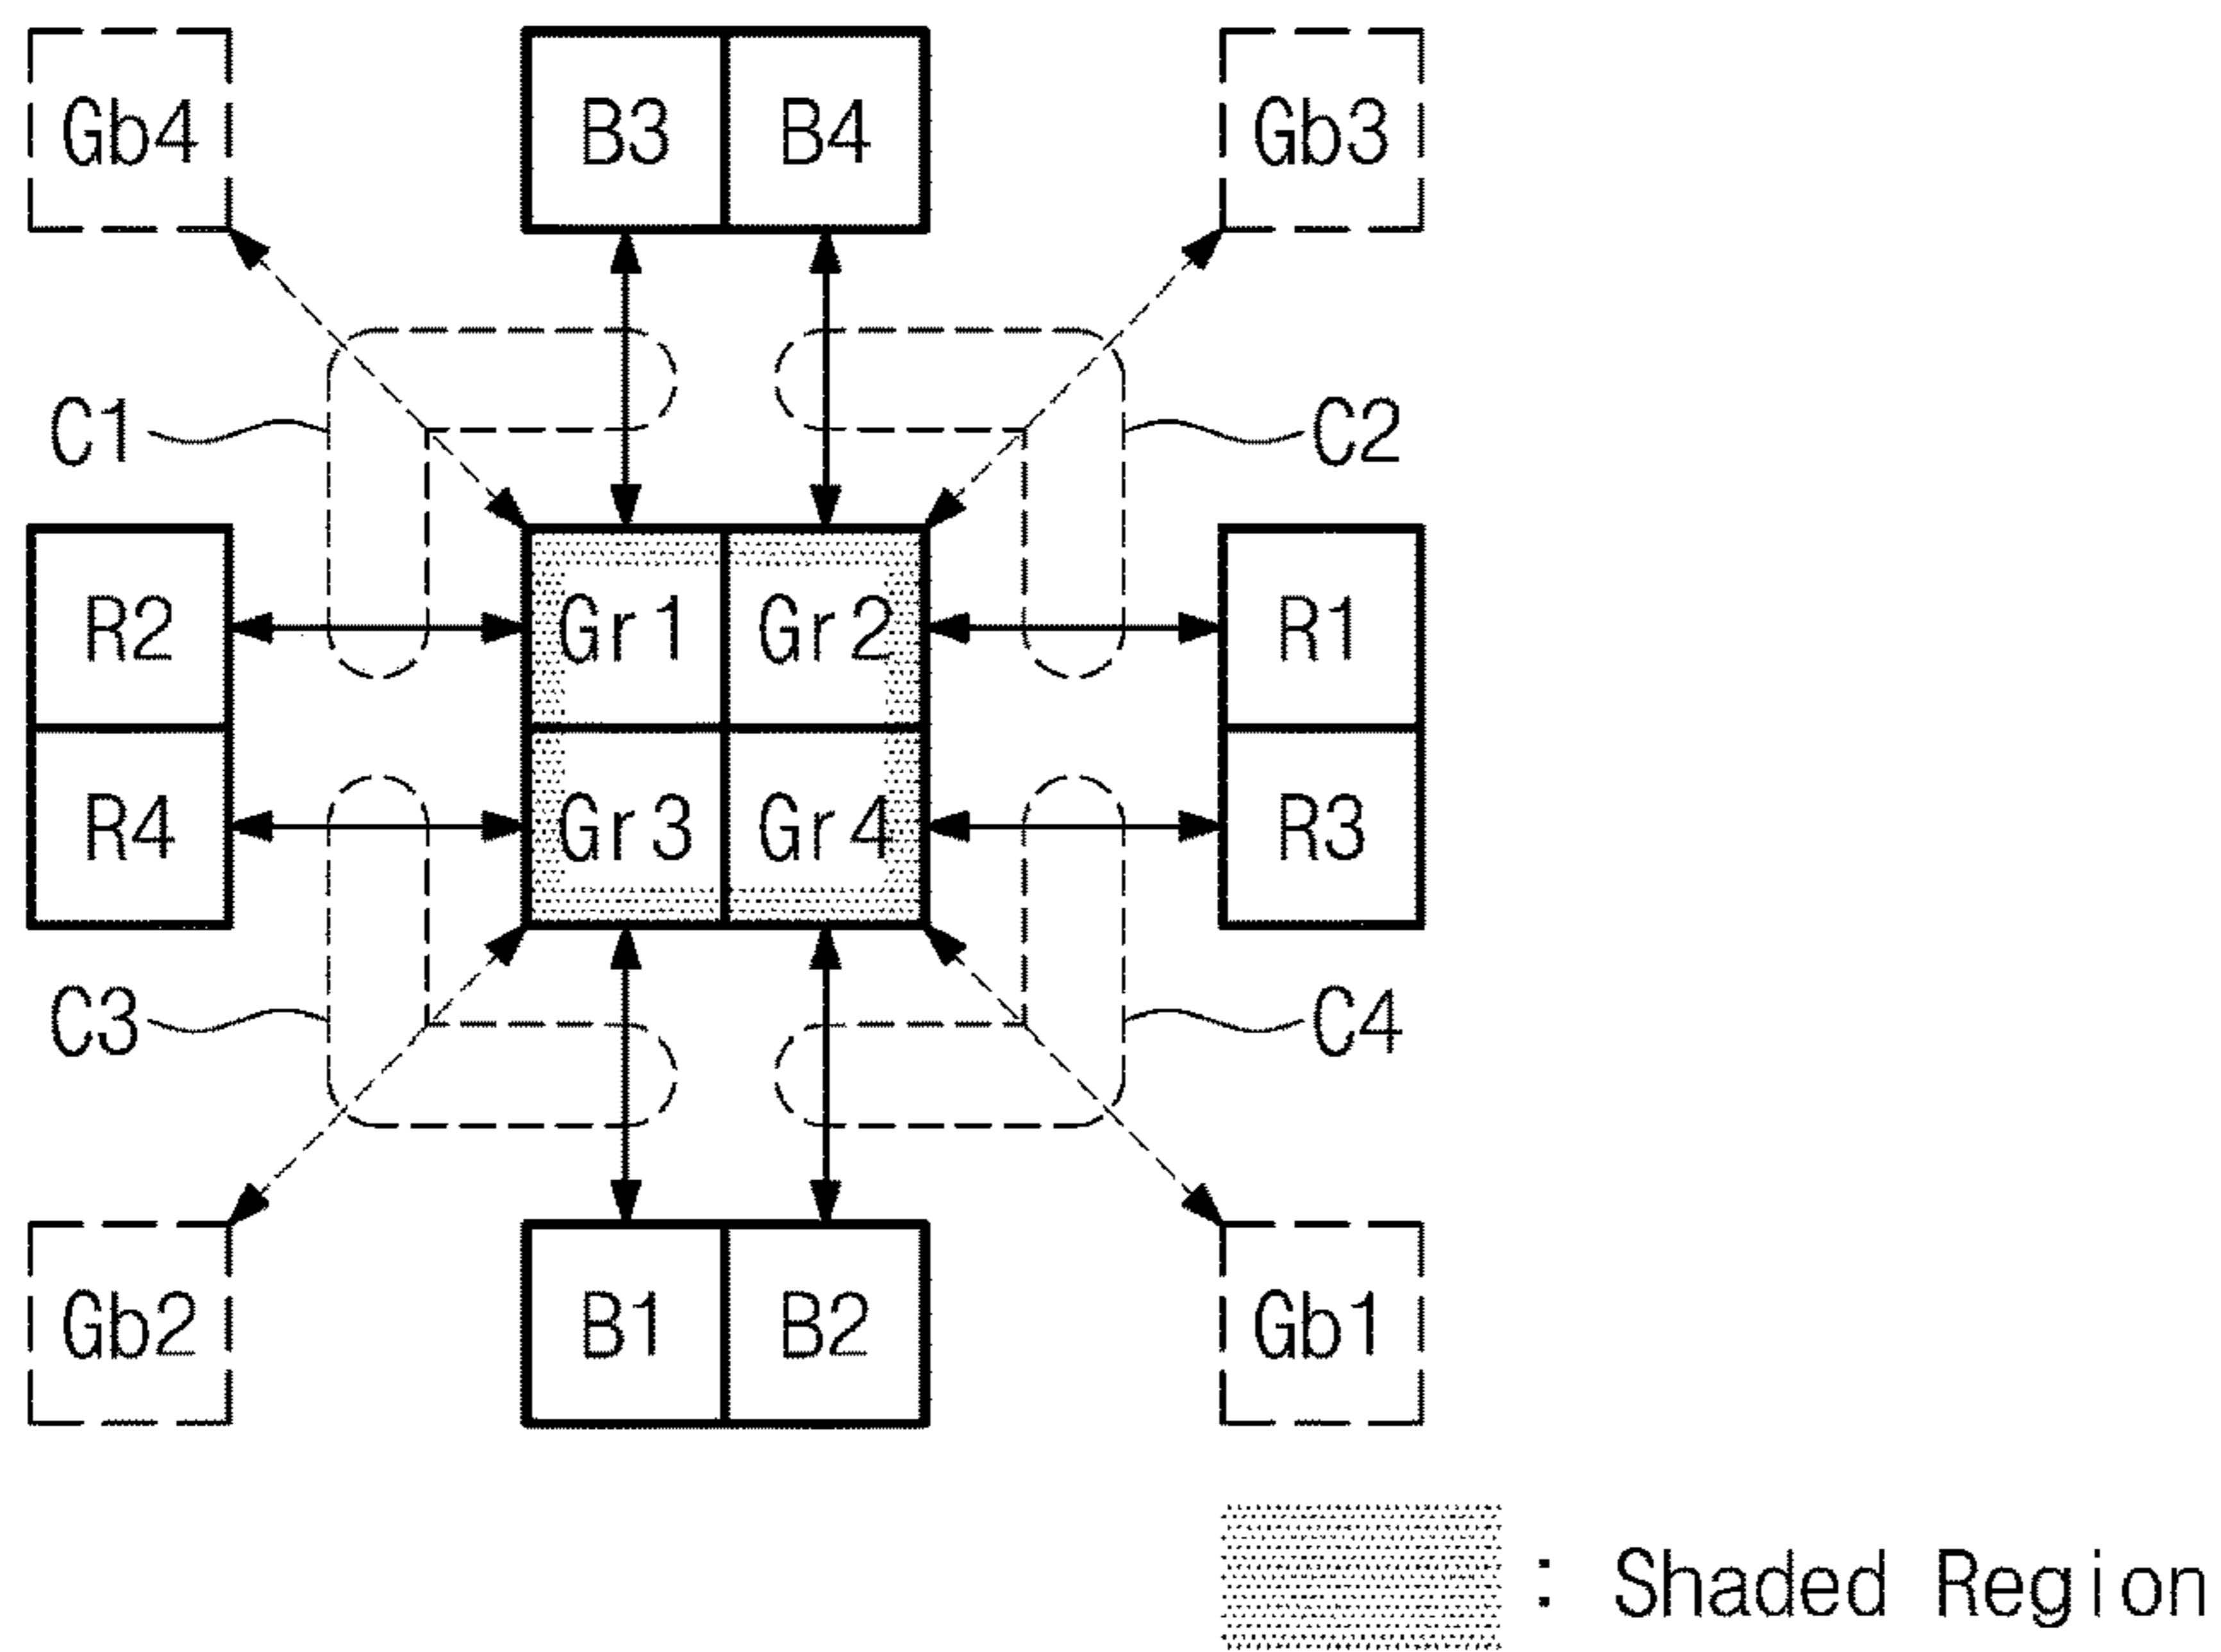 Gb4 B3 B4 Gb3
C1 C2
R2 Gr1 Gr2 R1
R4 Gr3 Gr4 R3
C3 C4
Gb2 B1 B2 Gb1
: Shaded Region